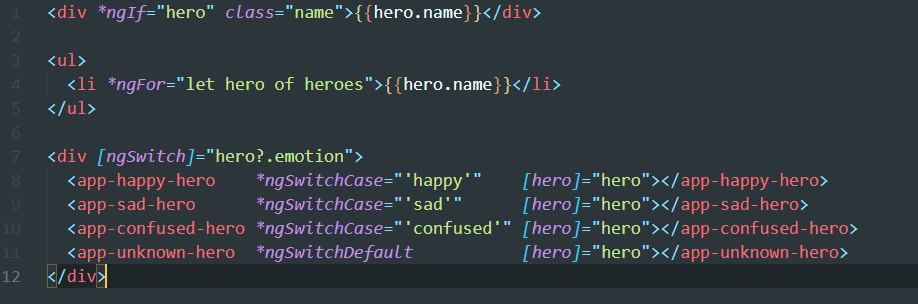 1 <div *ngIf="hero" class="name">{{hero.name}}</div>
2
3 <ul>
4   <li *ngFor="let hero of heroes">{{hero.name}}</li>
5 </ul>
6
7 <div [ngSwitch]="hero?.emotion">
8   <app-happy-hero    *ngSwitchCase="'happy'"    [hero]="hero"></app-happy-hero>
9   <app-sad-hero      *ngSwitchCase="'sad'"      [hero]="hero"></app-sad-hero>
10   <app-confused-hero *ngSwitchCase="'confused'" [hero]="hero"></app-confused-hero>
11   <app-unknown-hero  *ngSwitchDefault           [hero]="hero"></app-unknown-hero>
12 </div>